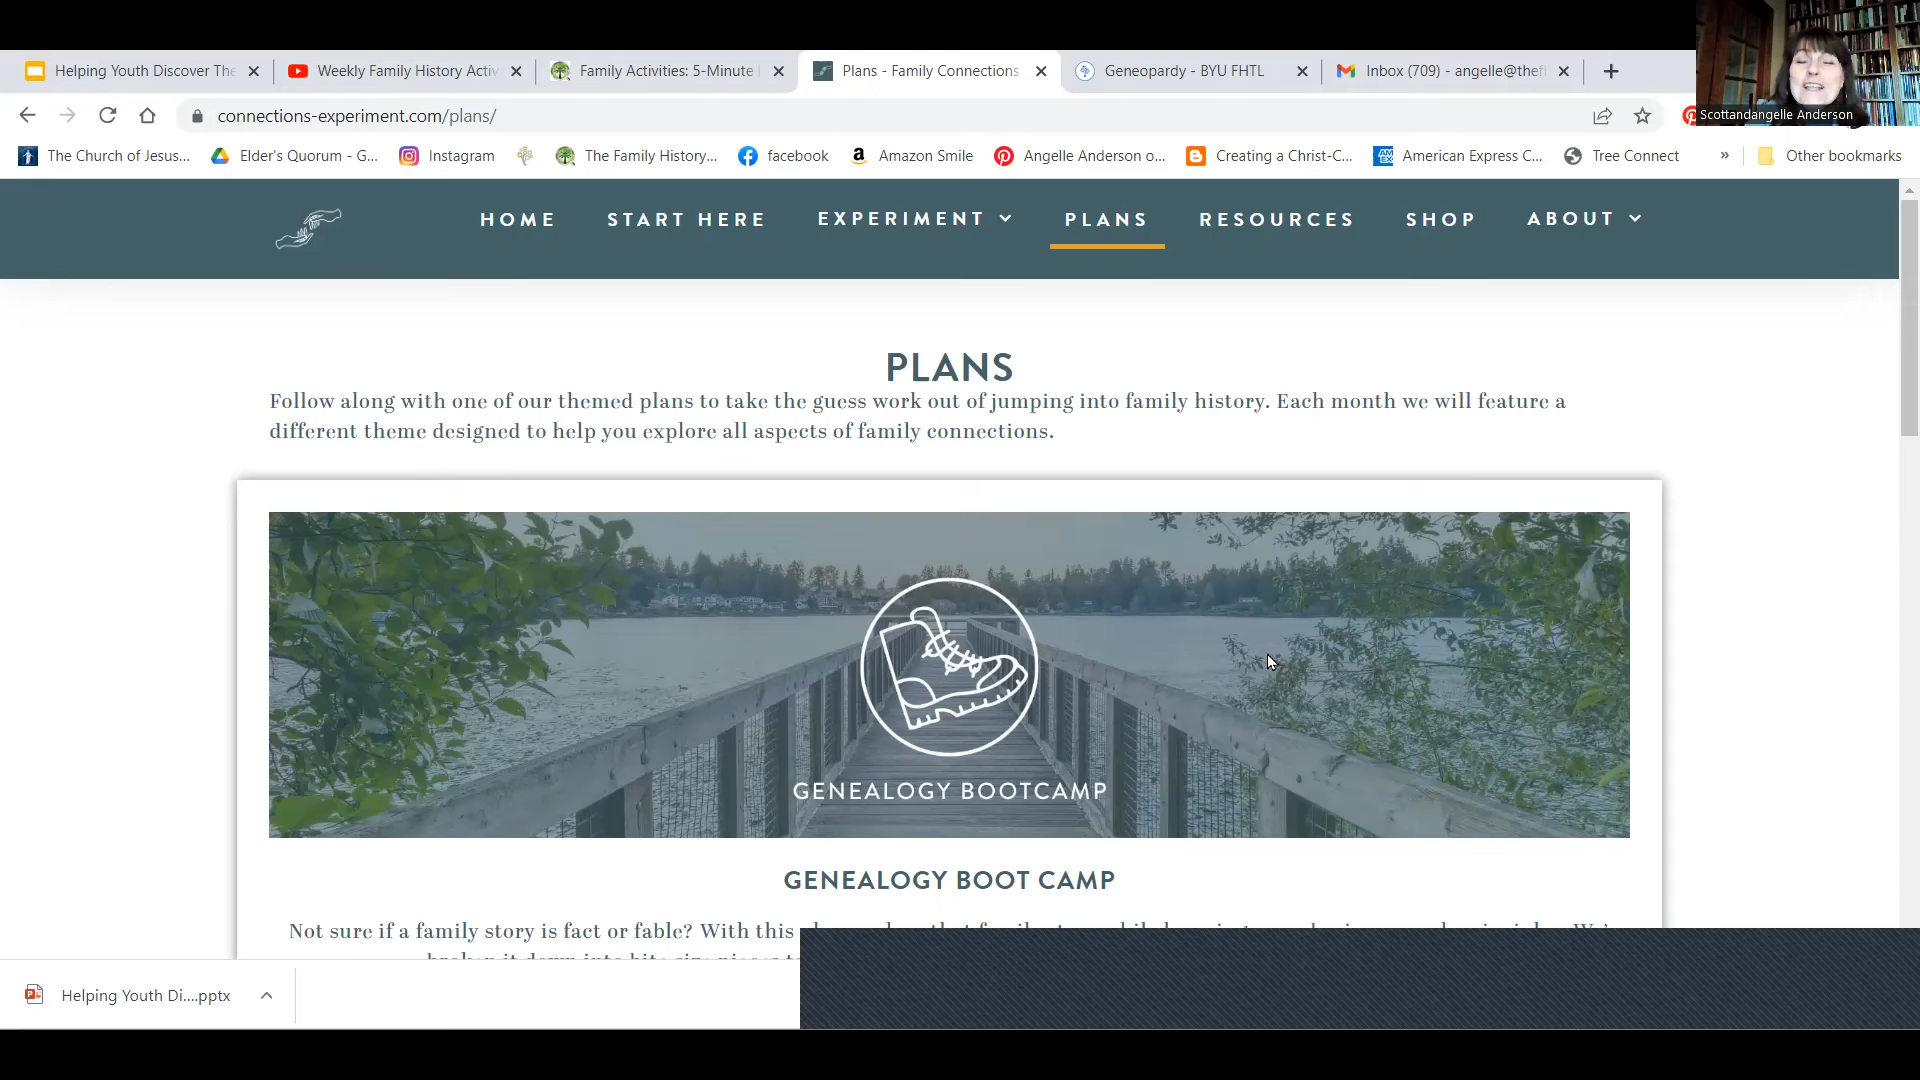 Helping Youth Discover The
Weekly Family History Activ
Family Activities: 5-Minute
Plans - Family Connections
Geneopardy - BYU FHTL
Inbox (709) - angelle@thef
connections-experiment.com/plans/
Scottandangelle Anderson
The Church of Jesus...
Elder's Quorum - G...
Instagram
The Family History...
facebook
Amazon Smile
Angelle Anderson o...
Creating a Christ-C...
American Express C...
Tree Connect
»
Other bookmarks
HOME
START HERE
EXPERIMENT
PLANS
RESOURCES
SHOP
ABOUT
PLANS
Follow along with one of our themed plans to take the guess work out of jumping into family history. Each month we will feature a
different theme designed to help you explore all aspects of family connections.
GENEALOGY BOOTCAMP
GENEALOGY BOOT CAMP
Not sure if a family story is fact or fable? With this
Helping Youth Di....pptx